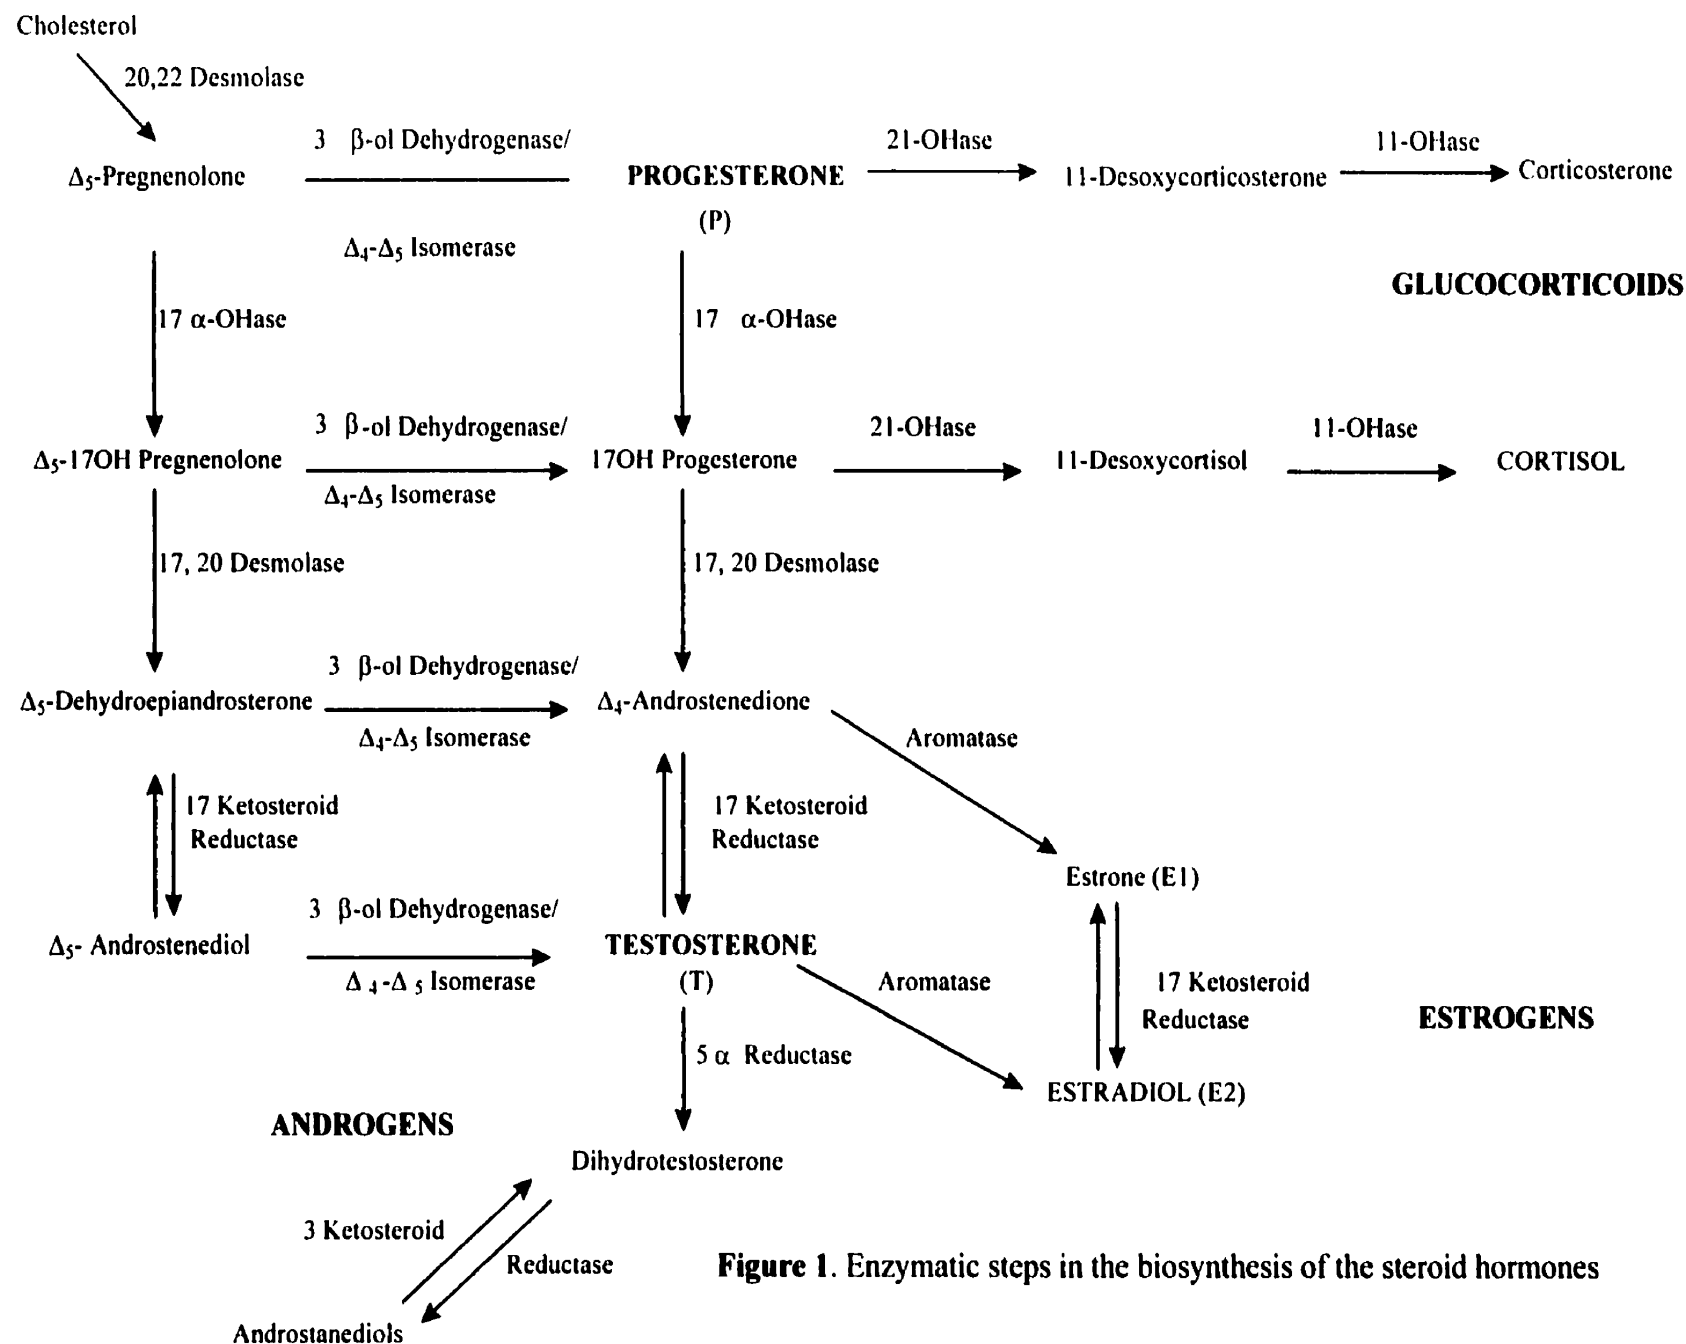 Cholesterol
20,22 Desmolase
3 β-ol Dehydrogenase/
21-OHase
11-OHase
Δ5-Pregnenolone
PROGESTERONE
11-Desoxycorticosterone
Corticosterone
(P)
Δ4-Δ5 Isomerase
GLUCOCORTICOIDS
17 α-OHase
17 α-OHase
3 β-ol Dehydrogenase/
21-OHase
11-OHase
Δ5-17OH Pregnenolone
17OH Progesterone
11-Desoxycortisol
CORTISOL
Δ4-Δ5 Isomerase
17, 20 Desmolase
17, 20 Desmolase
3 β-ol Dehydrogenase/
Δ5-Dehydroepiandrosterone
Δ4-Androstenedione
Δ4-Δ5 Isomerase
Aromatase
17 Ketosteroid
Reductase
17 Ketosteroid
Reductase
Estrone (E1)
3 β-ol Dehydrogenase/
Δ5- Androstenediol
TESTOSTERONE
(T)
Δ 4-Δ 5 Isomerase
Aromatase
17 Ketosteroid
Reductase
ESTROGENS
5 α Reductase
ESTRADIOL (E2)
ANDROGENS
Dihydrotestosterone
3 Ketosteroid
Reductase
Figure 1. Enzymatic steps in the biosynthesis of the steroid hormones
Androstanediols